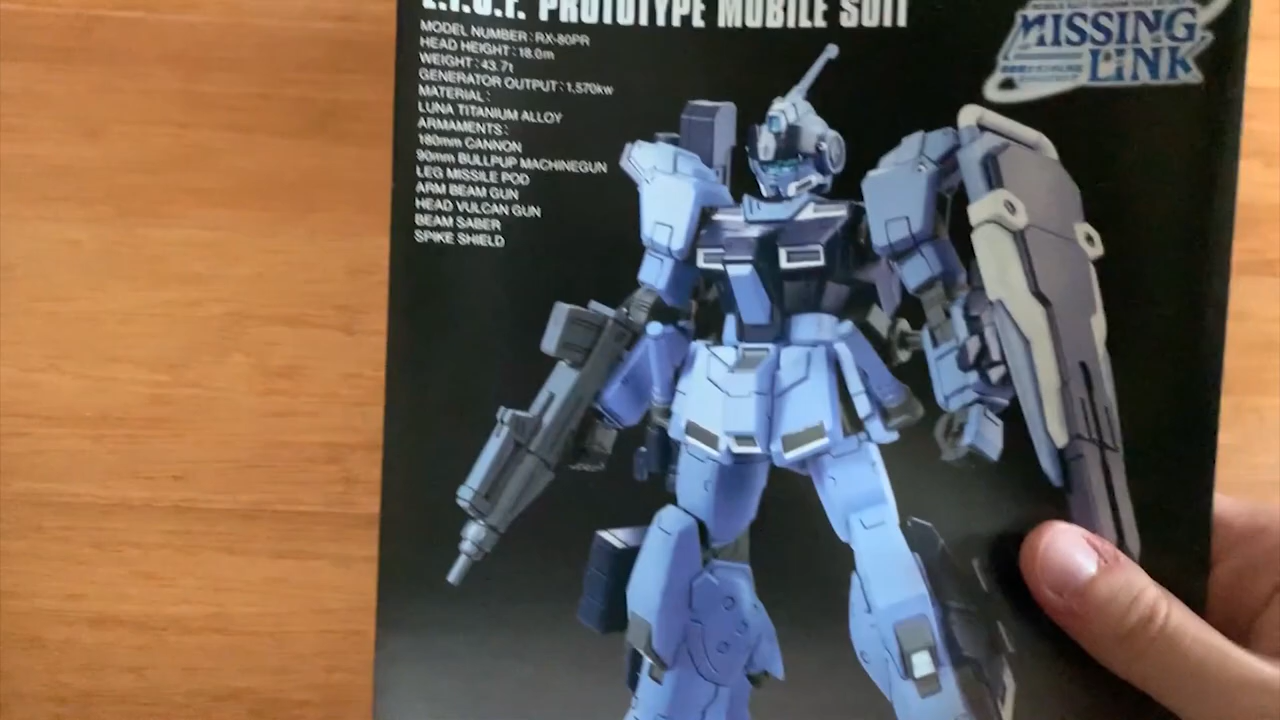 E.F.S.F. PROTOTYPE MOBILE SUIT
MODEL NUMBER : RX-80PR
HEAD HEIGHT : 18.0m
WEIGHT : 43.7t
GENERATOR OUTPUT : 1,570kw
MATERIAL :
LUNA TITANIUM ALLOY
ARMAMENTS :
180mm CANNON
90mm BULLPUP MACHINEGUN
LEG MISSILE POD
ARM BEAM GUN
HEAD VULCAN GUN
BEAM SABER
SPIKE SHIELD
MISSING
LINK